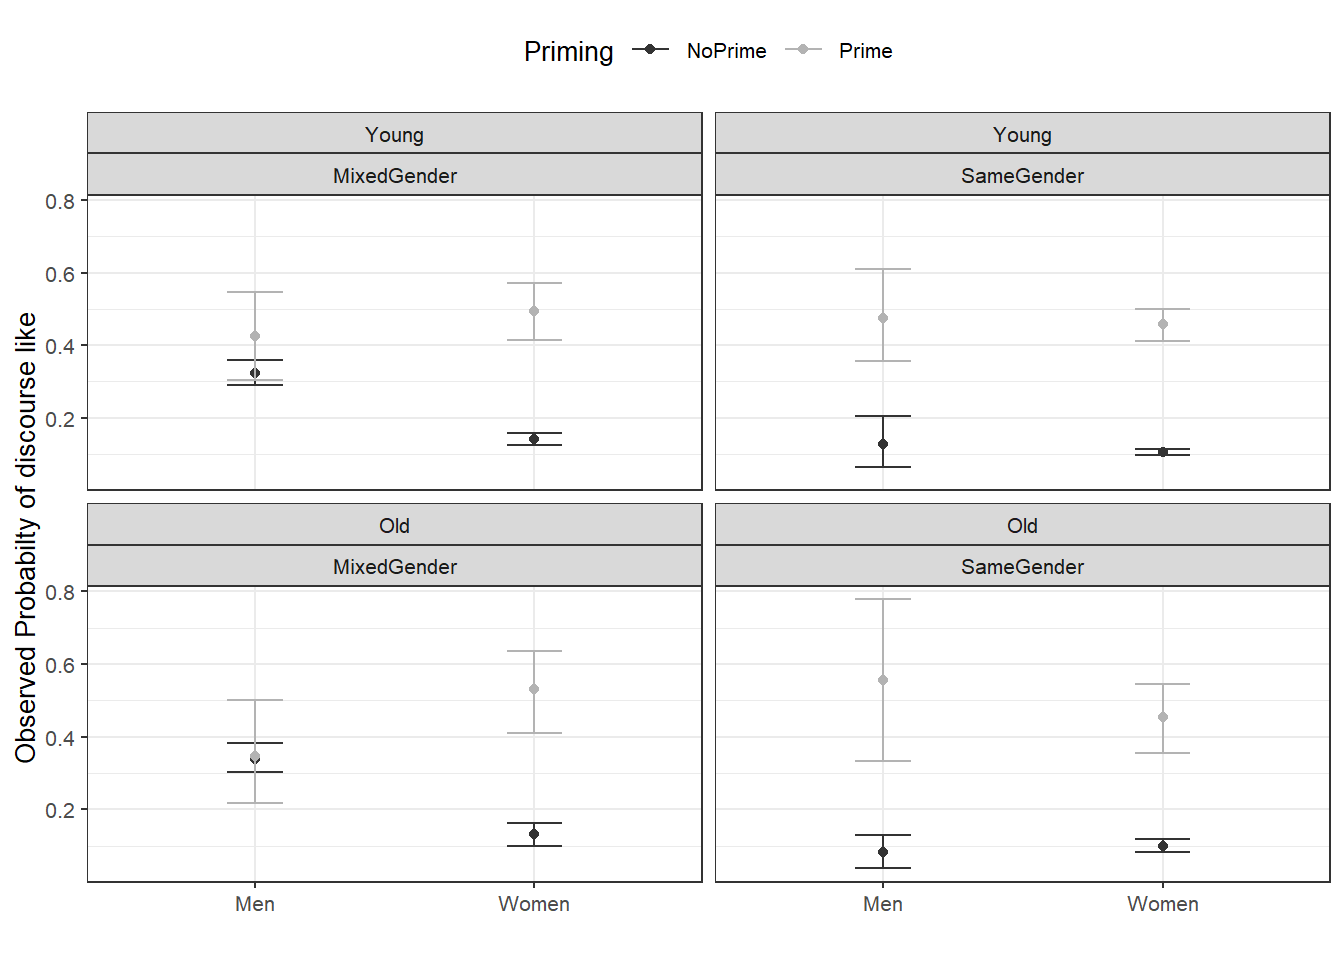 Priming NoPrime Prime
Young Young
MixedGender SameGender
0.8
0.6
0.4
0.2
Observed Probabilty of discourse like
Old Old
MixedGender SameGender
0.8
0.6
0.4
0.2
Men Women Men Women